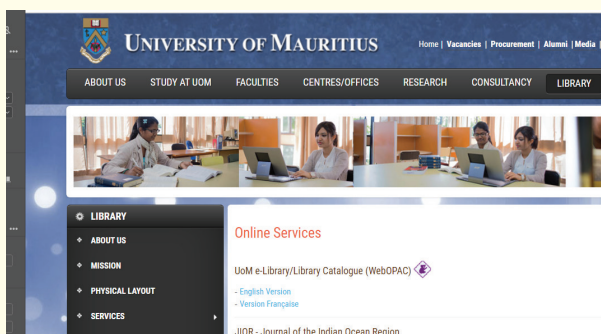 UNIVERSITY OF MAURITIUS
Home | Vacancies | Procurement | Alumni | Media |
ABOUT US STUDY AT UOM FACULTIES CENTRES/OFFICES RESEARCH CONSULTANCY LIBRARY
LIBRARY
ABOUT US
MISSION
PHYSICAL LAYOUT
SERVICES
Online Services
UoM e-Library/Library Catalogue (WebOPAC)
- English Version
- Version Française
JIOR - Journal of the Indian Ocean Region